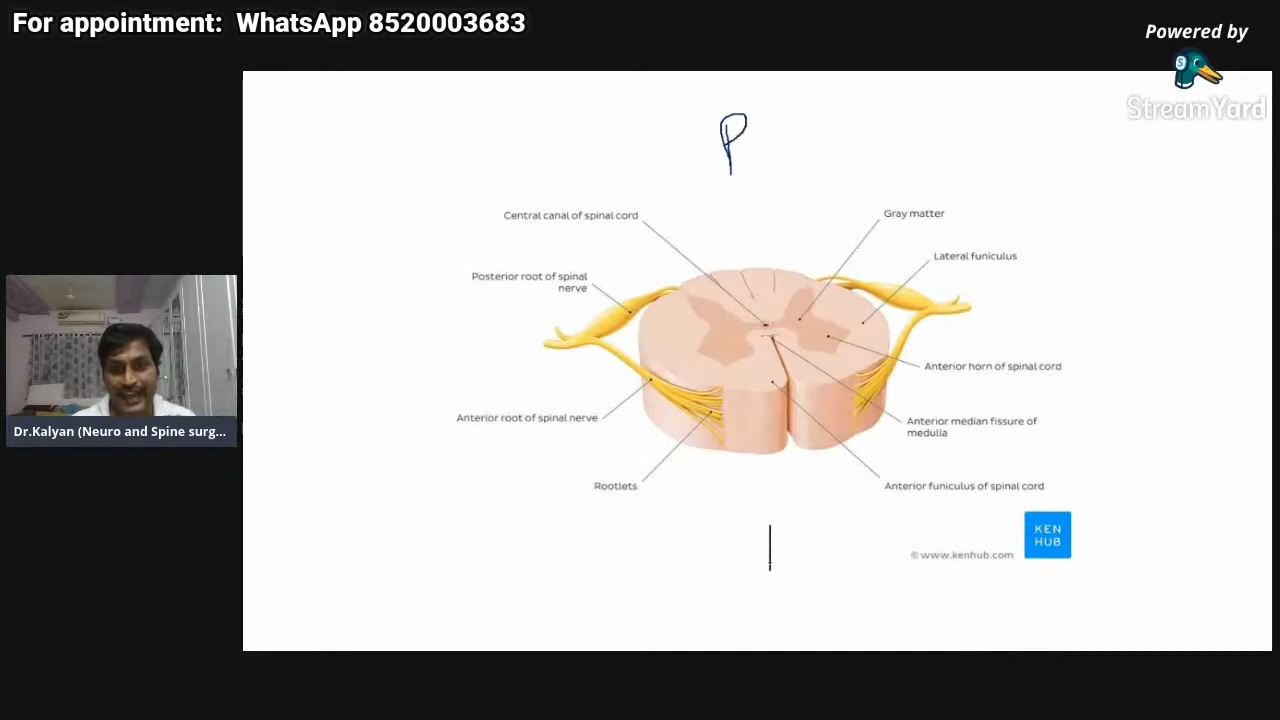 For appointment: WhatsApp 8520003683
Powered by
S
StreamYard
P
Central canal of spinal cord
Gray matter
Lateral funiculus
Posterior root of spinal
nerve
Anterior horn of spinal cord
Anterior root of spinal nerve
Anterior median fissure of
medulla
Rootlets
Anterior funiculus of spinal cord
KEN
HUB
© www.kenhub.com
Dr.Kalyan (Neuro and Spine surg...